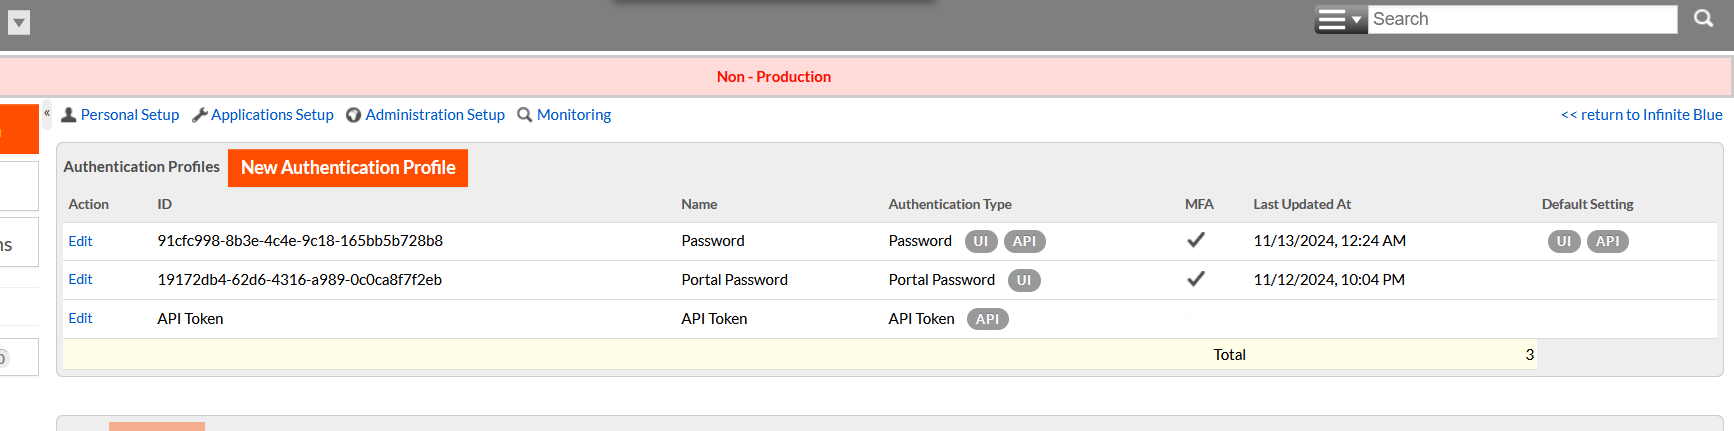 Search
Non - Production
« Personal Setup Applications Setup Administration Setup Monitoring << return to Infinite Blue
Authentication Profiles New Authentication Profile
Action ID Name Authentication Type MFA Last Updated At Default Setting
Edit 91cfc998-8b3e-4c4e-9c18-165bb5b728b8 Password Password UI API 11/13/2024, 12:24 AM UI API
ns
Edit 19172db4-62d6-4316-a989-0c0ca8f7f2eb Portal Password Portal Password UI 11/12/2024, 10:04 PM
Edit API Token API Token API Token API
Total 3